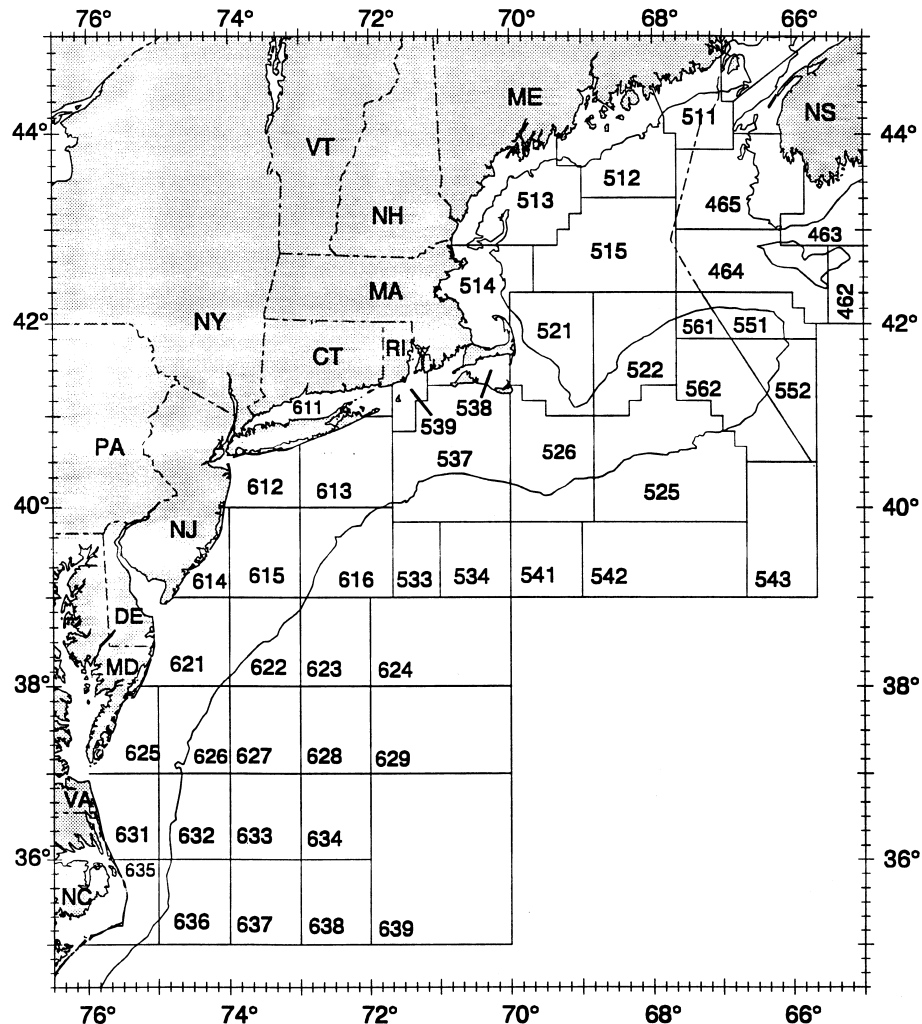 76° 74° 72° 70° 68° 66°
ME
511
NS
44° 44°
VT
512
513
465
NH
463
515
464
514
MA
462
NY
42° 521 561 551 42°
CT RI
522
562 552
611 538
539
PA
537 526
612 613 525
40° 40°
NJ
614 615 616 533 534 541 542 543
DE
MD 621 622 623 624
38° 38°
625 626 627 628 629
VA
631 632 633 634
36° 36°
635
NC
636 637 638 639
76° 74° 72° 70° 68° 66°